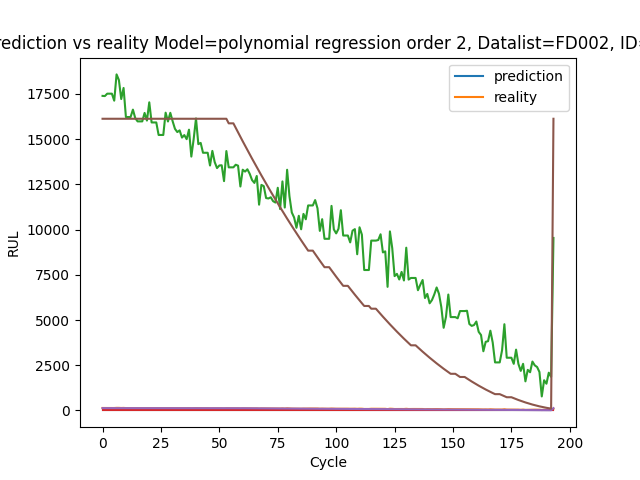 rediction vs reality Model=polynomial regression order 2, Datalist=FD002, ID=
prediction
reality
RUL
17500
15000
12500
10000
7500
5000
2500
0
0 25 50 75 100 125 150 175 200
Cycle